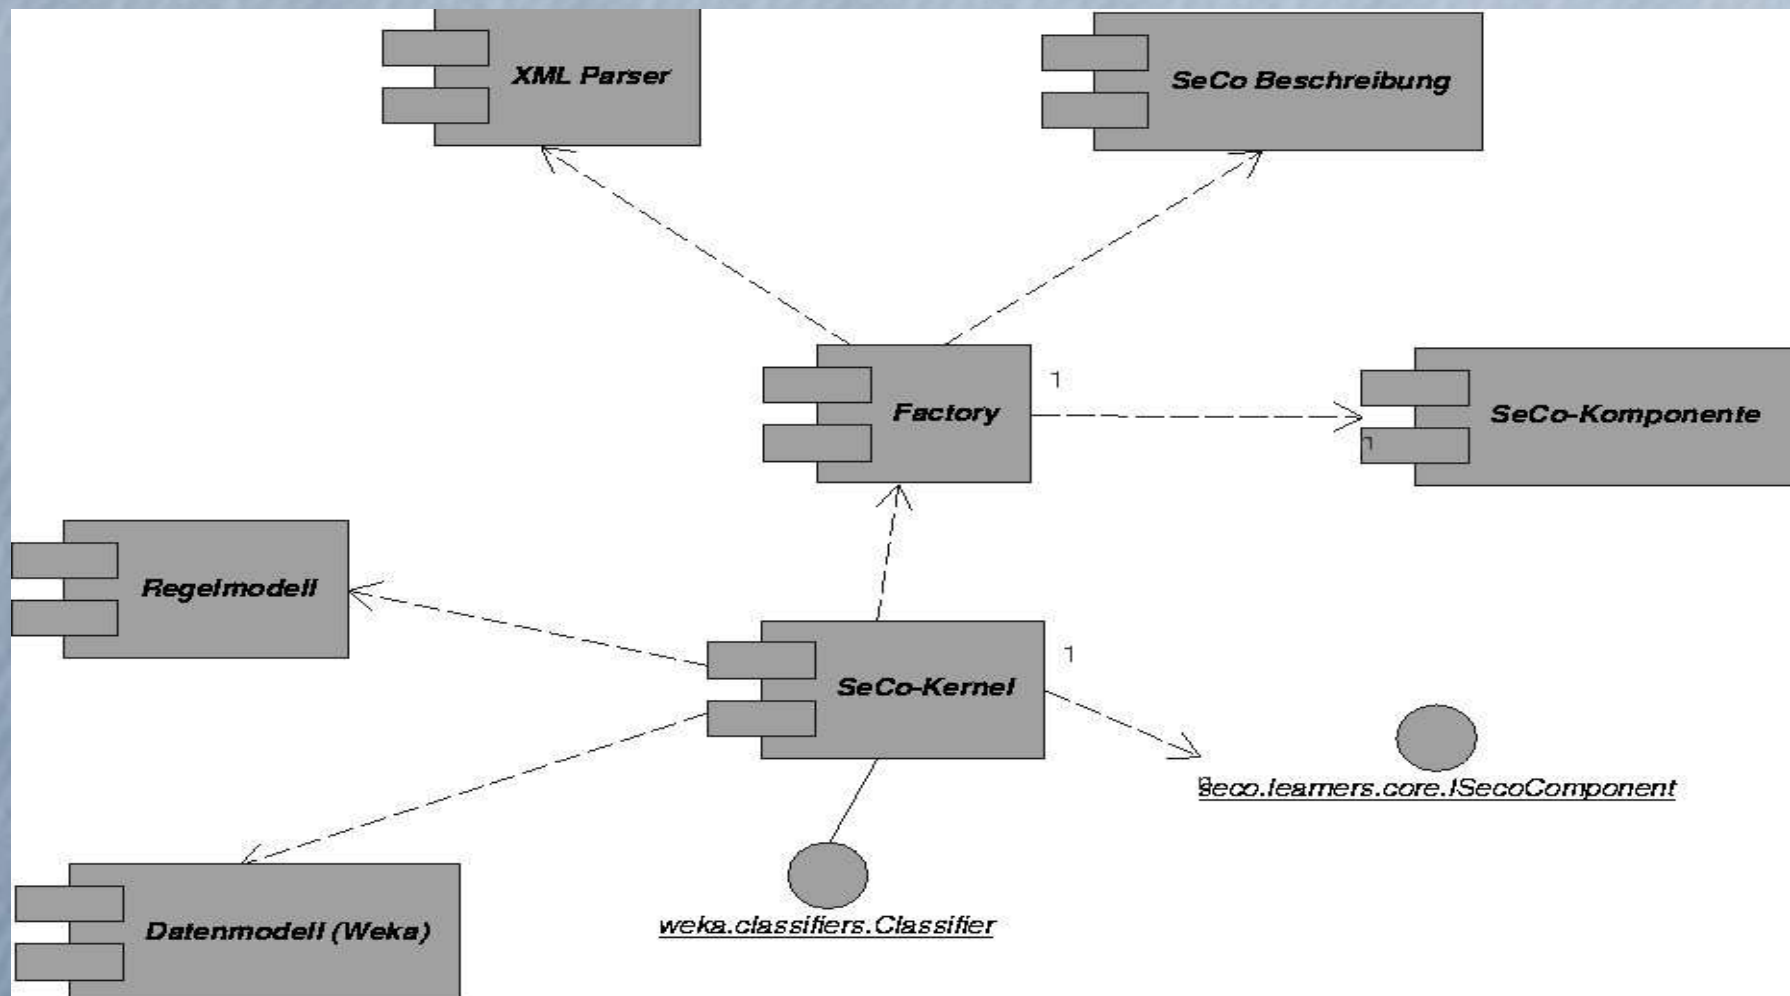 XML Parser
SeCo Beschreibung
Factory
1
1
SeCo-Komponente
Regelmodell
SeCo-Kernel
1
seco.learners.core.ISecoComponent
weka.classifiers.Classifier
Datenmodell (Weka)